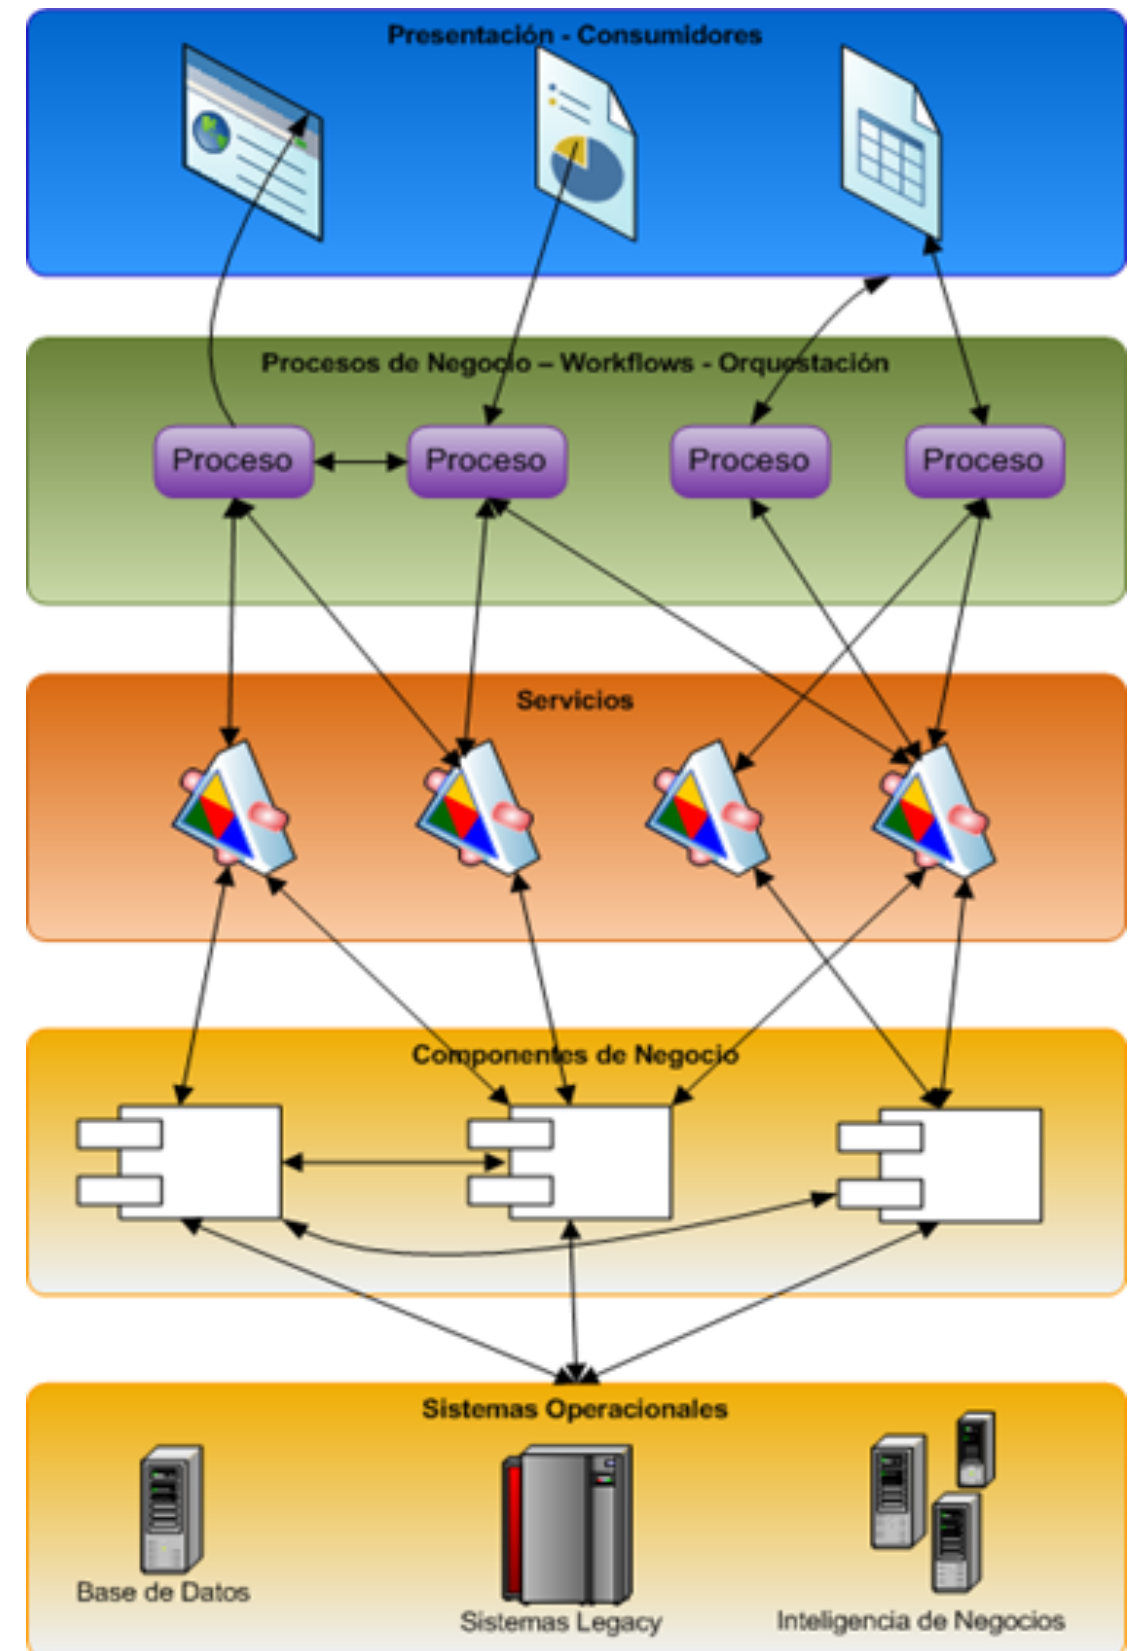 Presentación - Consumidores
Procesos de Negocio – Workflows - Orquestación
Proceso
Proceso
Proceso
Proceso
Servicios
Componentes de Negocio
Sistemas Operacionales
Base de Datos
Sistemas Legacy
Inteligencia de Negocios